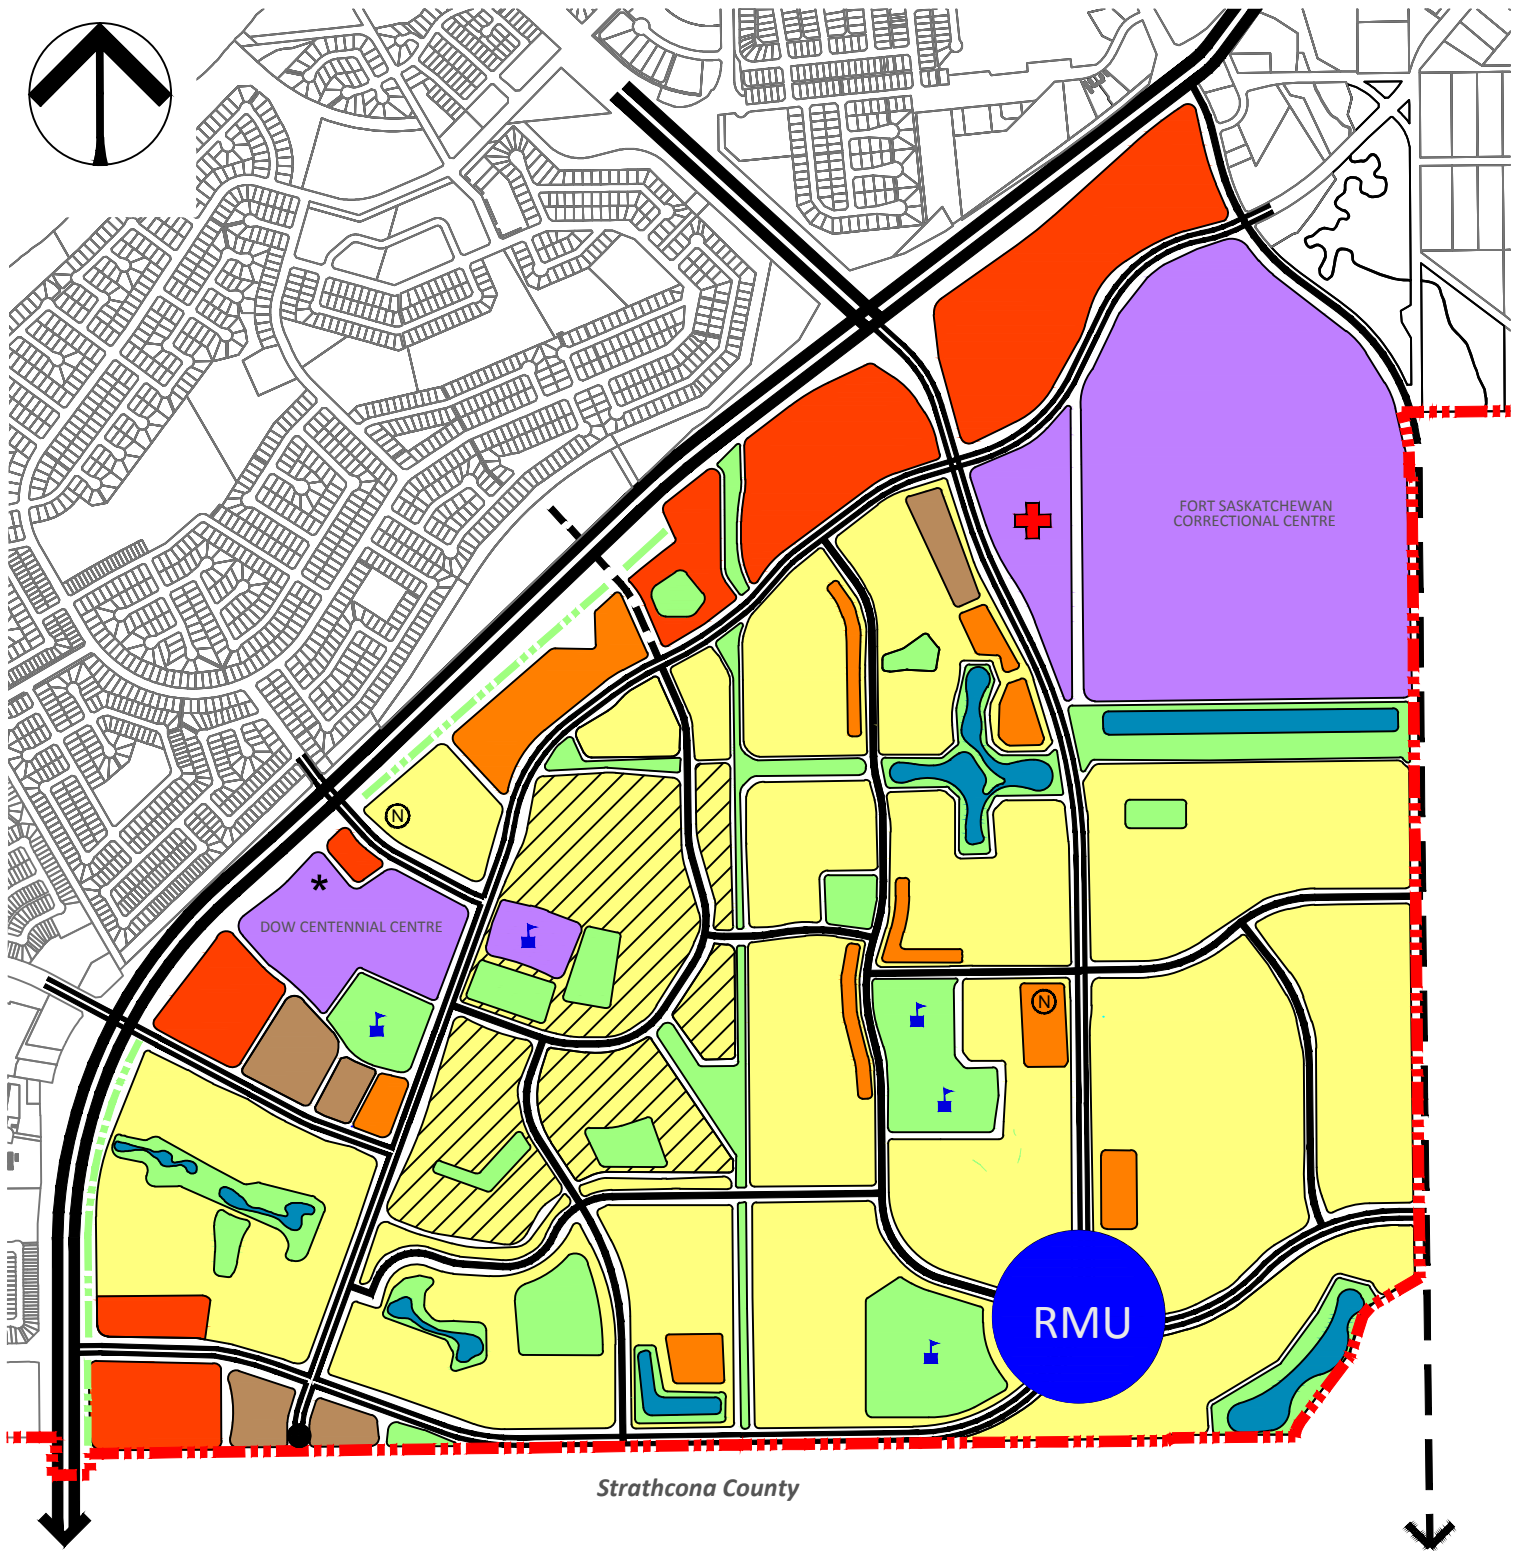 FORT SASKATCHEWAN
CORRECTIONAL CENTRE
N
*
DOW CENTENNIAL CENTRE
N
RMU
Strathcona County